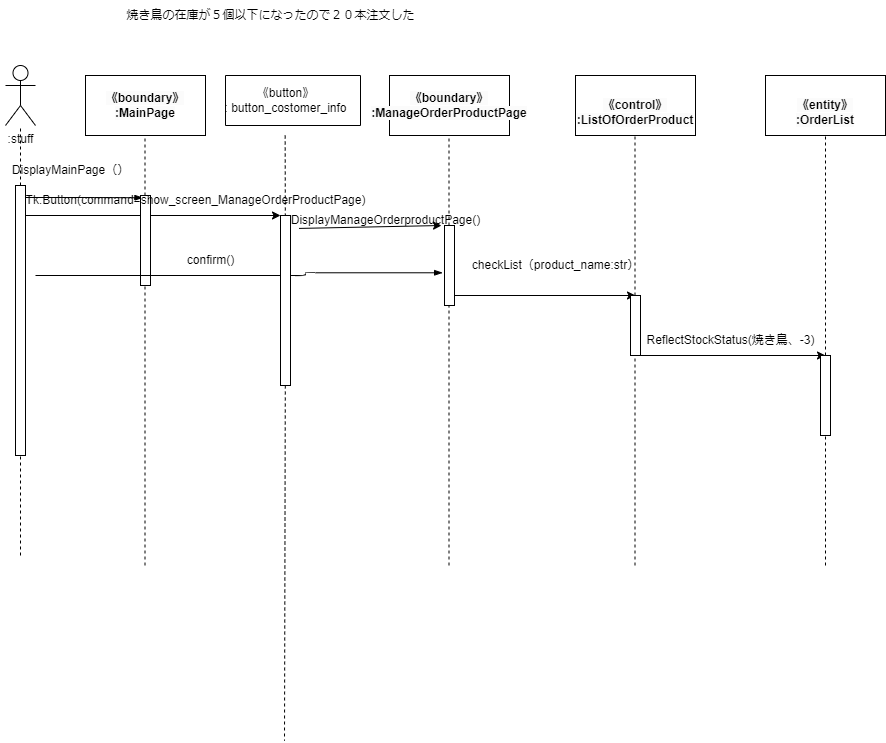 焼き鳥の在庫が５個以下になったので２０本注文した
:stuff
《boundary》
:MainPage
《button》
: button_costomer_info
《boundary》
:ManageOrderProductPage
《control》
:ListOfOrderProduct
《entity》
:OrderList
DisplayMainPage（）
Tk.Button(command=show_screen_ManageOrderProductPage)
DisplayManageOrderproductPage()
confirm()
checkList（product_name:str）
ReflectStockStatus(焼き鳥、-3)